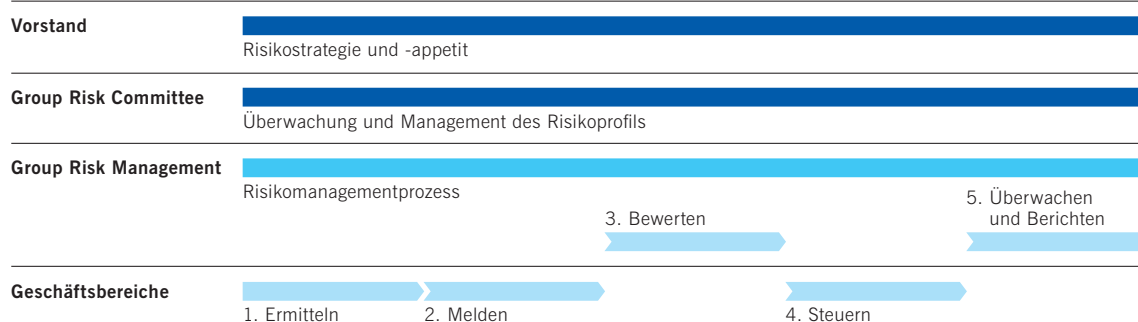 Vorstand
Risikostrategie und -appetit
Group Risk Committee
Überwachung und Management des Risikoprofils
Group Risk Management
Risikomanagementprozess
3. Bewerten
5. Überwachen
und Berichten
Geschäftsbereiche
1. Ermitteln
2. Melden
4. Steuern